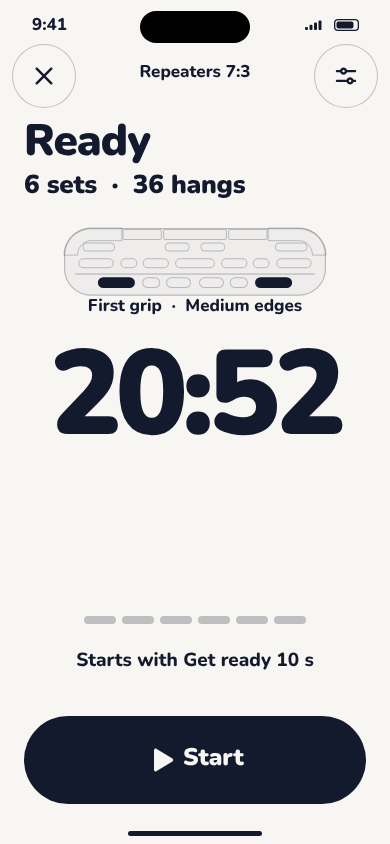 9:41
Repeaters 7:3
Ready
6 sets · 36 hangs
First grip · Medium edges
20:52
Starts with Get ready 10 s
Start